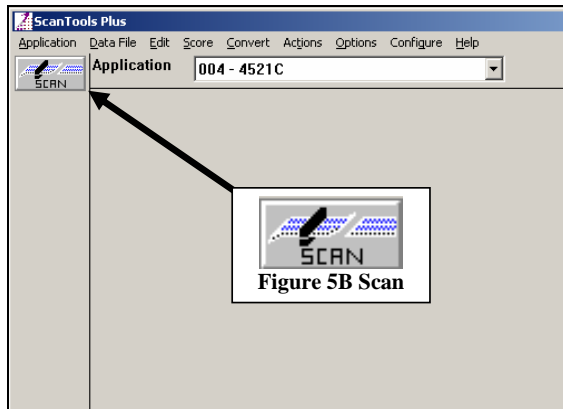 ScanTools Plus
Application Data File Edit Score Convert Actions Options Configure Help
SCAN Application 004 - 4521C
SCAN
Figure 5B Scan